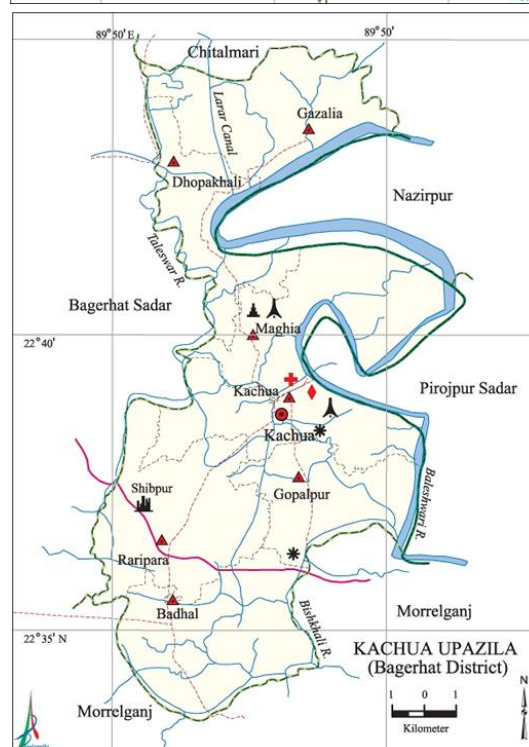 89°50' E
89°50'
Chitalmari
Larar Canal
Gazalia
Dhopakhali
Nazirpur
Taleswar R.
Bagerhat Sadar
Maghia
22°40'
Kachua
Pirojpur Sadar
Kachua
Shibpur
Gopalpur
Baleshwari R.
Raripara
Badhal
Bishkhali R.
Morrelganj
22°35' N
KACHUA UPAZILA
(Bagerhat District)
Morrelganj
N
1 0 1
Kilometer